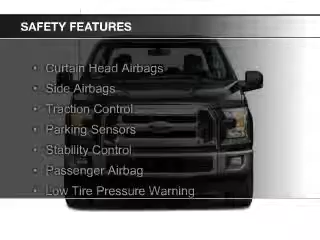 SAFETY FEATURES
• Curtain Head Airbags
• Side Airbags
• Traction Control
• Parking Sensors
• Stability Control
• Passenger Airbag
• Low Tire Pressure Warning